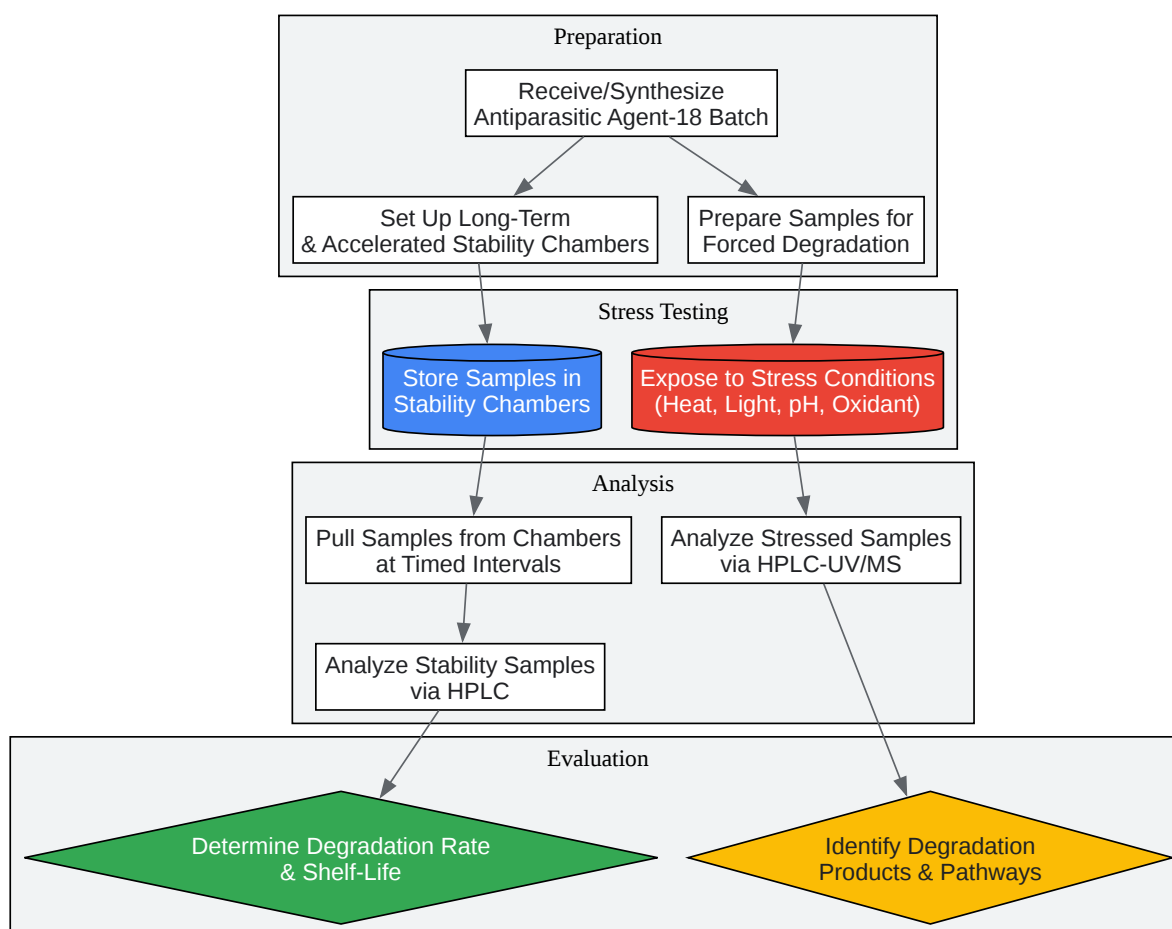 Preparation
Receive/Synthesize
Antiparasitic Agent-18 Batch
Set Up Long-Term
& Accelerated Stability Chambers
Prepare Samples for
Forced Degradation
Stress Testing
Store Samples in
Stability Chambers
Expose to Stress Conditions
(Heat, Light, pH, Oxidant)
Analysis
Pull Samples from Chambers
at Timed Intervals
Analyze Stressed Samples
via HPLC-UV/MS
Analyze Stability Samples
via HPLC
Evaluation
Determine Degradation Rate
& Shelf-Life
Identify Degradation
Products & Pathways